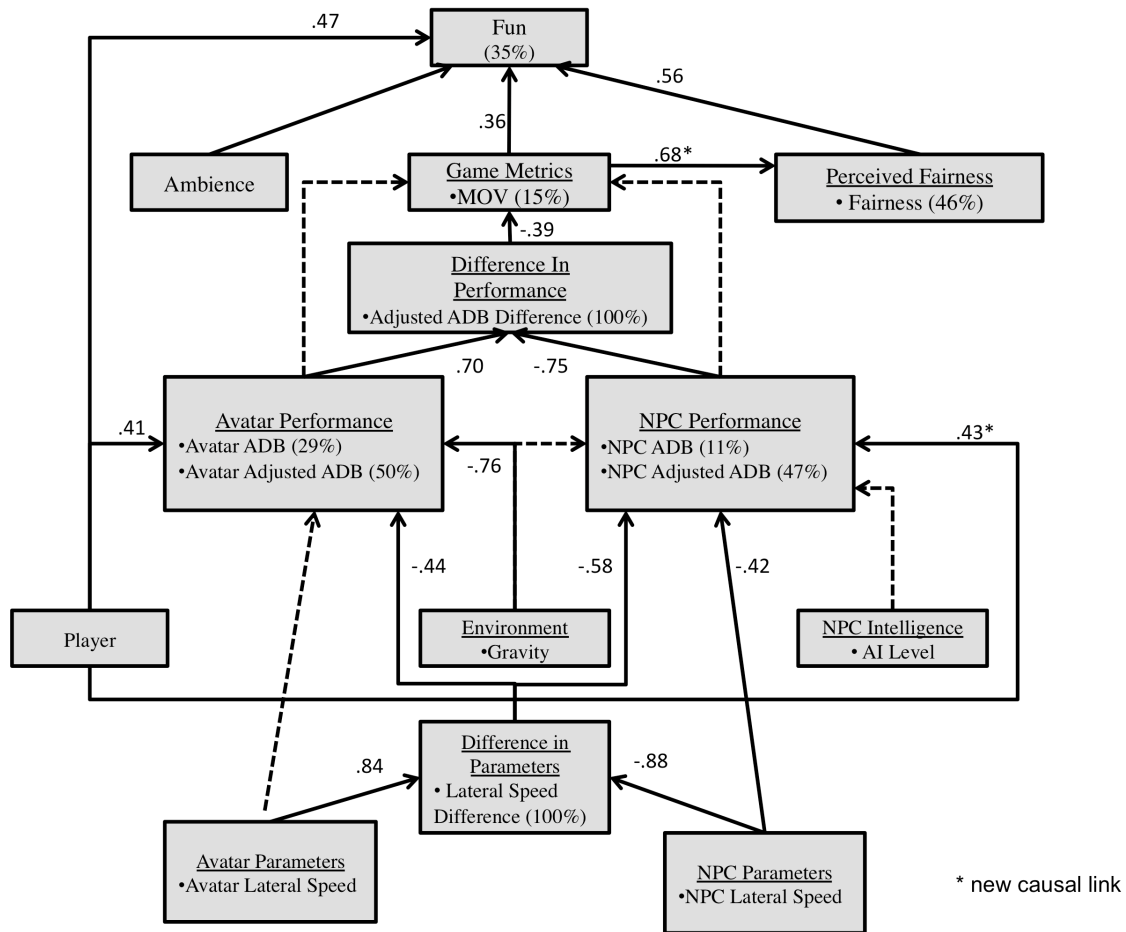 .47
Fun
(35%)
.56
.36
Ambience
Game Metrics
•MOV (15%)
.68*
Perceived Fairness
• Fairness (46%)
-.39
Difference In
Performance
•Adjusted ADB Difference (100%)
.70
-.75
.41
Avatar Performance
•Avatar ADB (29%)
•Avatar Adjusted ADB (50%)
-.76
NPC Performance
•NPC ADB (11%)
•NPC Adjusted ADB (47%)
.43*
-.44
-.58
-.42
Player
Environment
•Gravity
NPC Intelligence
• AI Level
Difference in
Parameters
• Lateral Speed
Difference (100%)
.84
-.88
Avatar Parameters
•Avatar Lateral Speed
NPC Parameters
•NPC Lateral Speed
* new causal link